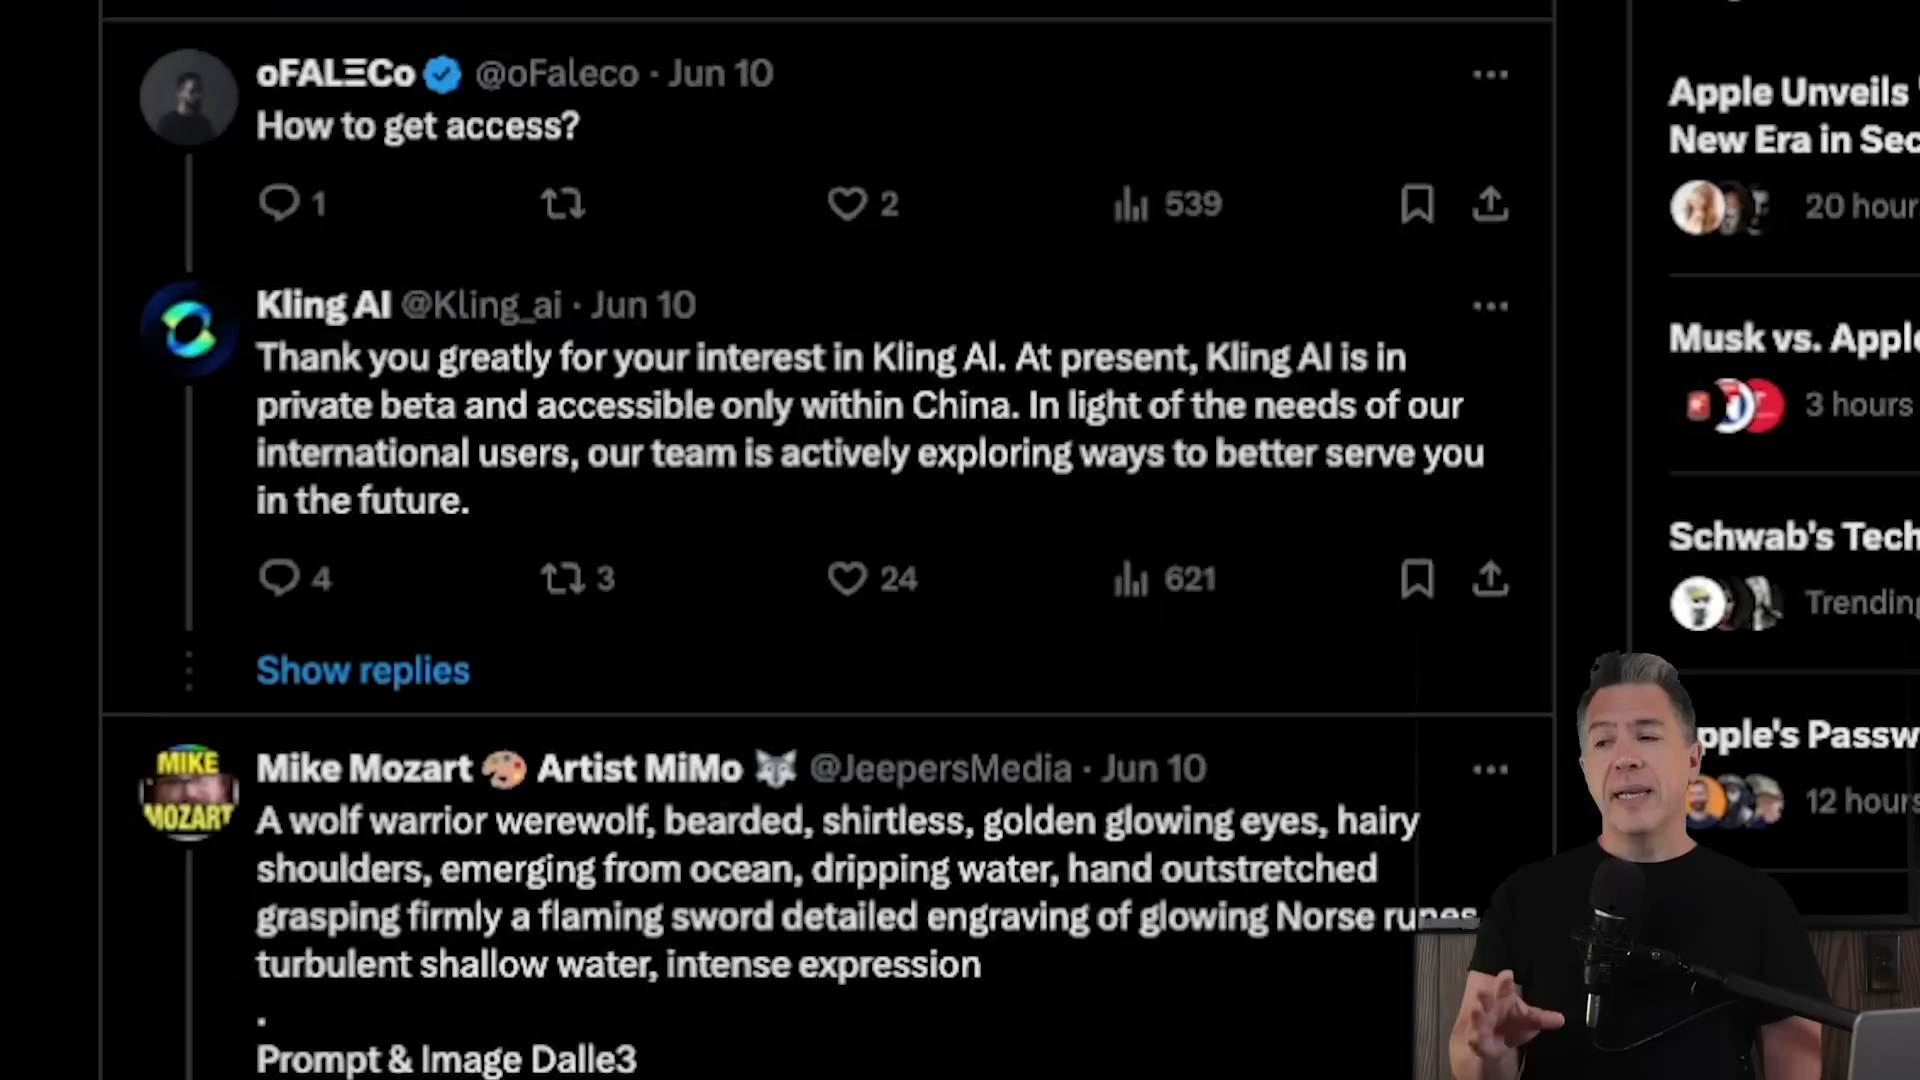 oFALΞCo @oFaleco · Jun 10
How to get access?
1 2 539
Kling AI @Kling_ai · Jun 10
Thank you greatly for your interest in Kling AI. At present, Kling AI is in
private beta and accessible only within China. In light of the needs of our
international users, our team is actively exploring ways to better serve you
in the future.
4 3 24 621
Show replies
MIKE
MOZART
Mike Mozart 🎨 Artist MiMo 🐺 @JeepersMedia · Jun 10
A wolf warrior werewolf, bearded, shirtless, golden glowing eyes, hairy
shoulders, emerging from ocean, dripping water, hand outstretched
grasping firmly a flaming sword detailed engraving of glowing Norse runes
turbulent shallow water, intense expression
.
Prompt & Image Dalle3
Apple Unveils
New Era in Sec
20 hour
Musk vs. Apple
3 hours
Schwab's Tech
Trending
pple's Passw
12 hours